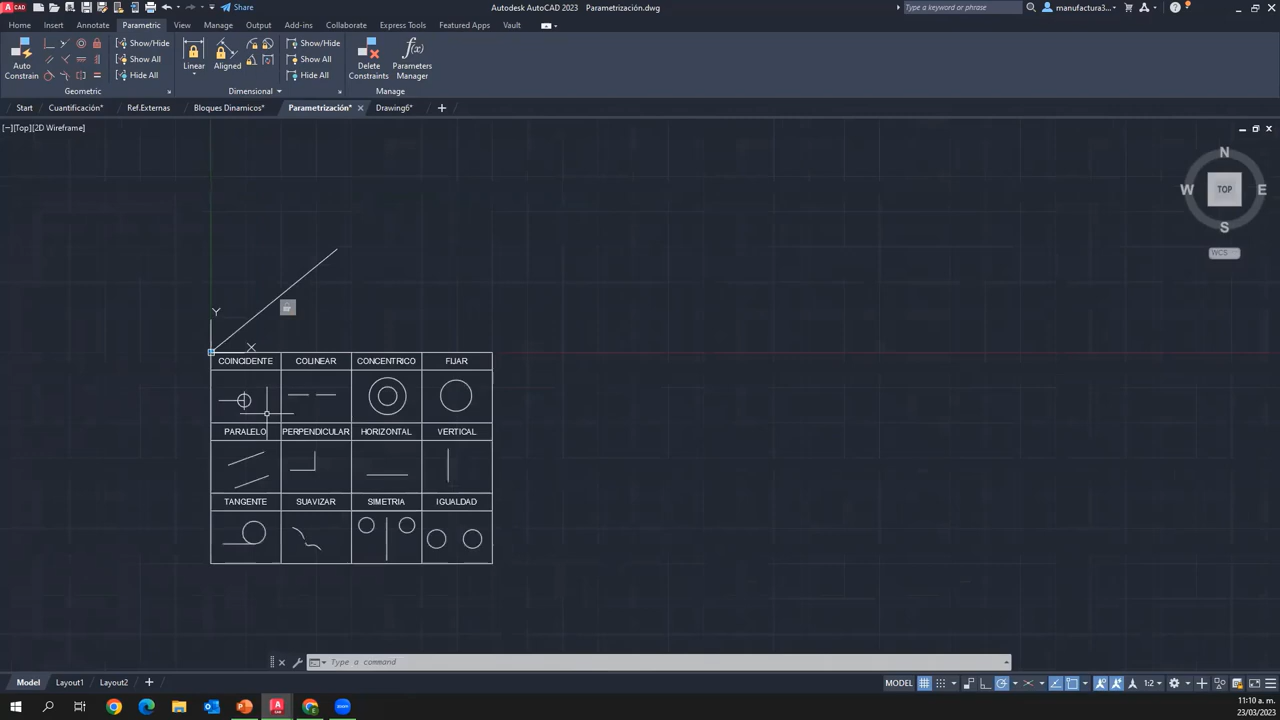 Share
Autodesk AutoCAD 2023 Parametrización.dwg
Type a keyword or phrase
manufactura3...
Home Insert Annotate Parametric View Manage Output Add-ins Collaborate Express Tools Featured Apps Vault
Auto
Constrain
Show/Hide
Show All
Hide All
Linear
Aligned
Show/Hide
Show All
Hide All
Delete
Constraints
Parameters
Manager
Geometric
Dimensional
Manage
Start Cuantificación* Ref.Externas Bloques Dinamicos* Parametrización* Drawing6*
[−][Top][2D Wireframe]
N
W TOP E
S
WCS
Y
X
COINCIDENTE COLINEAR CONCENTRICO FIJAR
PARALELO PERPENDICULAR HORIZONTAL VERTICAL
TANGENTE SUAVIZAR SIMETRIA IGUALDAD
Type a command
Model Layout1 Layout2
MODEL 1:2
11:10 a. m.
23/03/2023